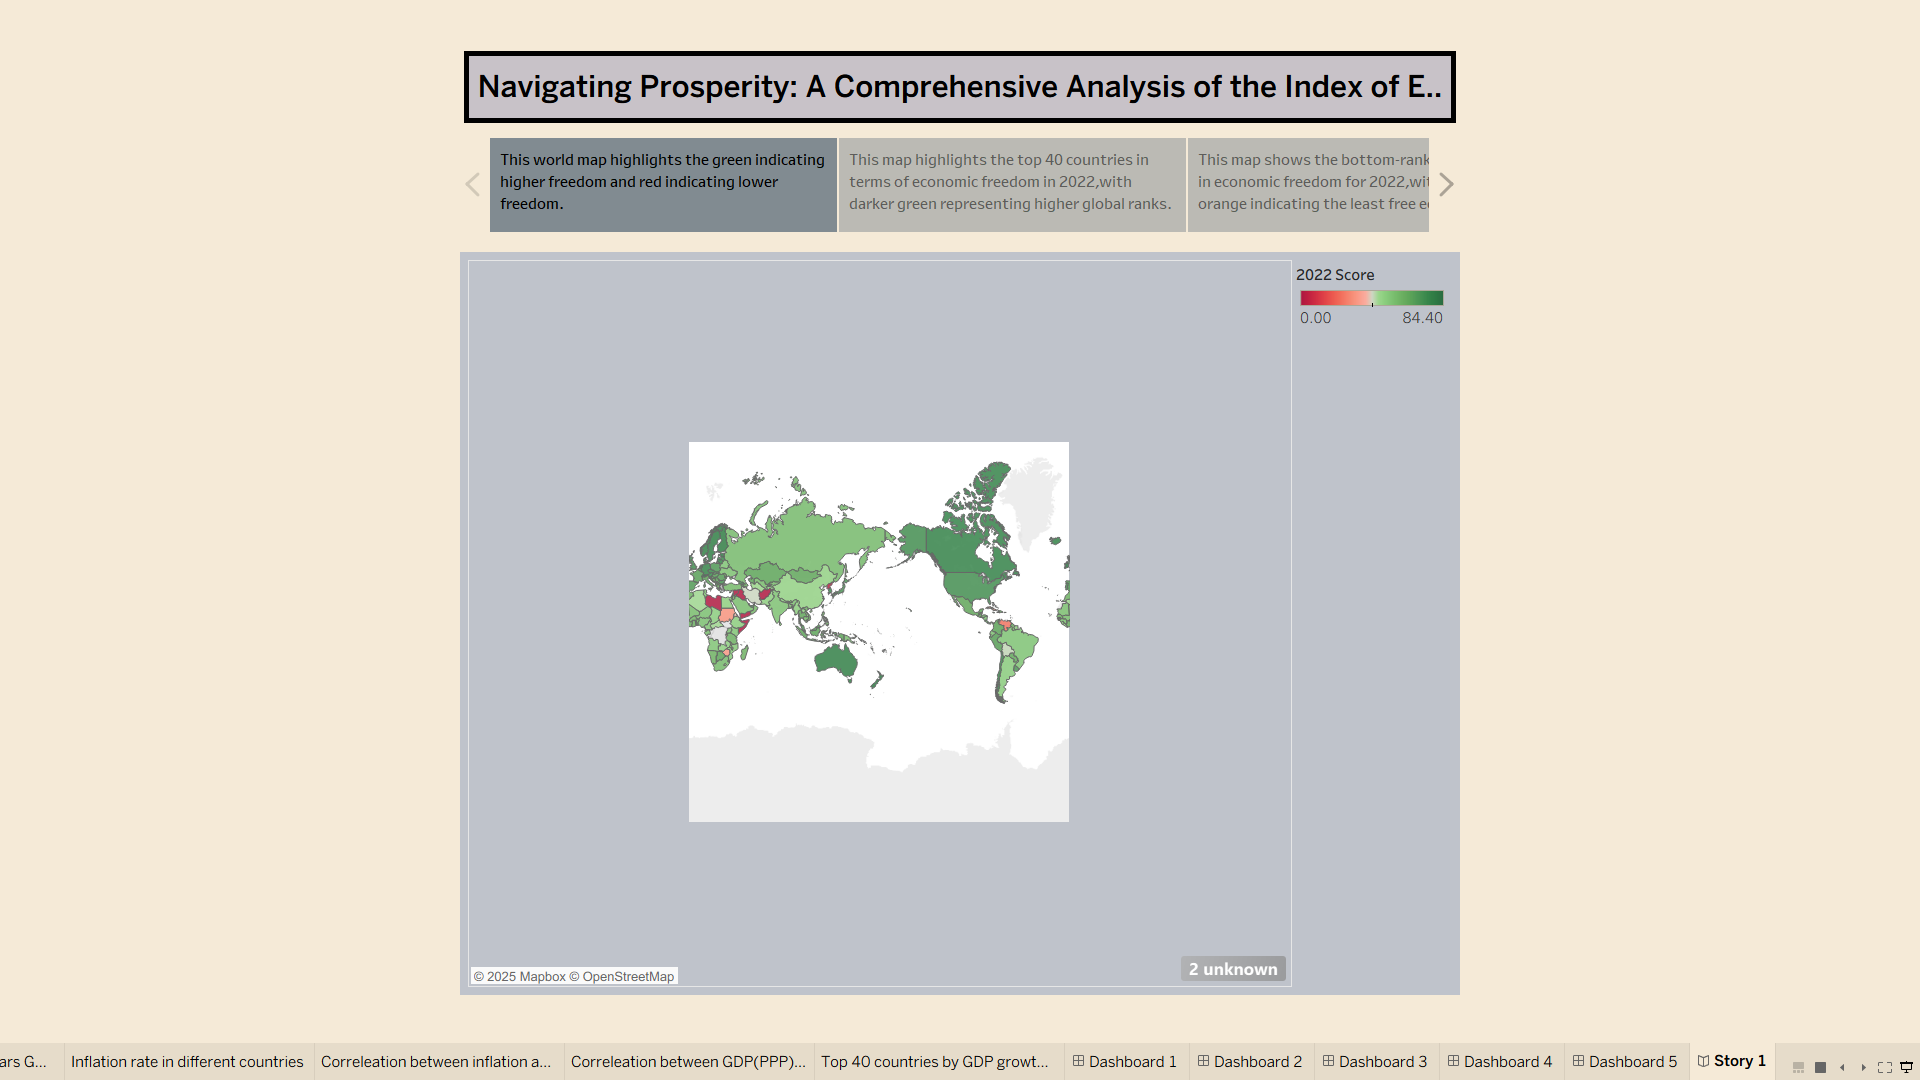 Navigating Prosperity: A Comprehensive Analysis of the Index of E..
This world map highlights the green indicating
higher freedom and red indicating lower
freedom.
This map highlights the top 40 countries in
terms of economic freedom in 2022,with
darker green representing higher global ranks.
This map shows the bottom-rank
in economic freedom for 2022,wit
orange indicating the least free e
2022 Score
0.00 84.40
© 2025 Mapbox © OpenStreetMap
2 unknown
ars G...
Inflation rate in different countries
Correleation between inflation a...
Correleation between GDP(PPP)...
Top 40 countries by GDP growt...
Dashboard 1
Dashboard 2
Dashboard 3
Dashboard 4
Dashboard 5
Story 1